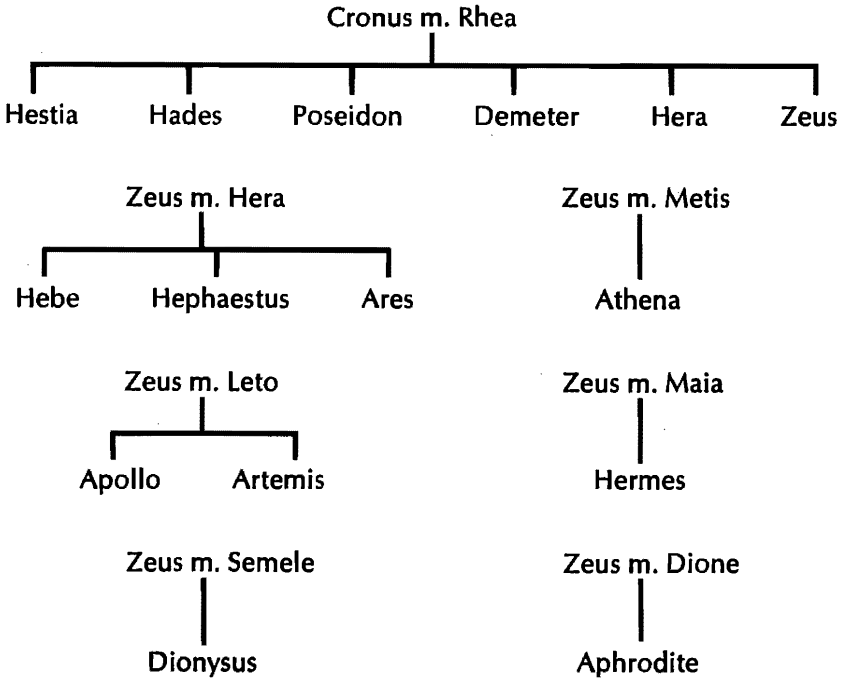 Cronus m. Rhea
Hestia Hades Poseidon Demeter Hera Zeus
Zeus m. Hera Zeus m. Metis
Hebe Hephaestus Ares Athena
Zeus m. Leto Zeus m. Maia
Apollo Artemis Hermes
Zeus m. Semele Zeus m. Dione
Dionysus Aphrodite